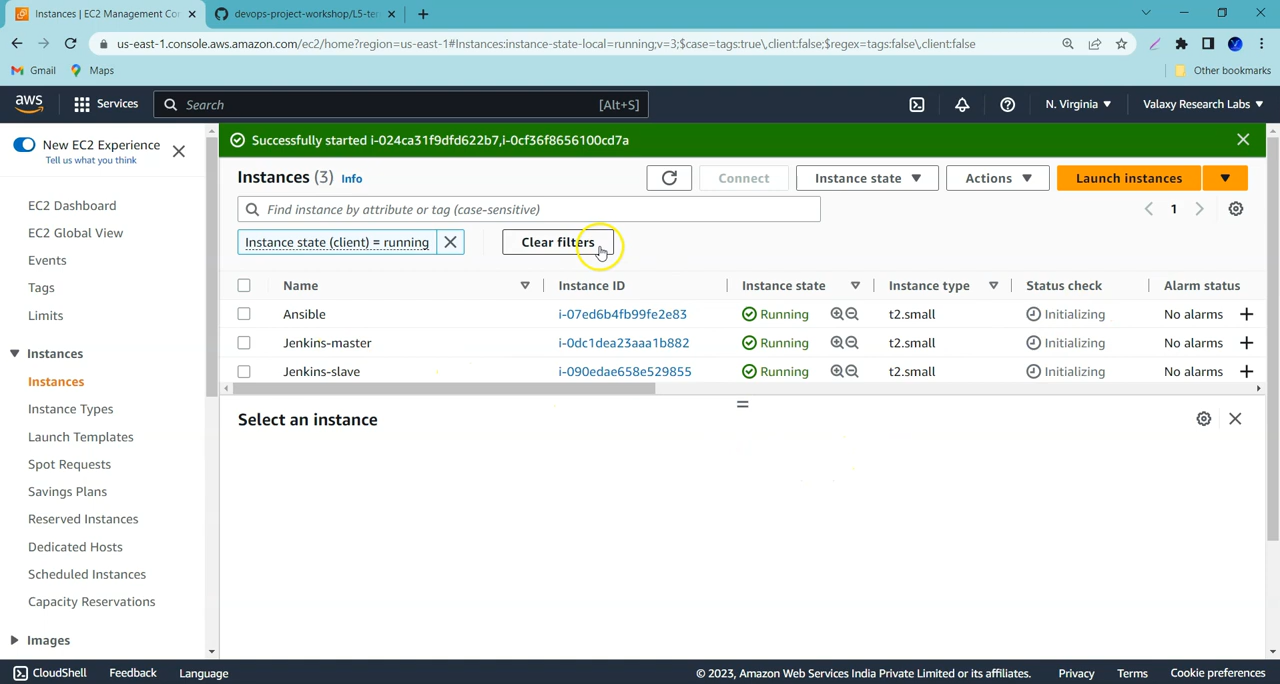 Instances | EC2 Management Co
devops-project-workshop/L5-ter
us-east-1.console.aws.amazon.com/ec2/home?region=us-east-1#Instances:instance-state-local=running;v=3;$case=tags:true\,client:false;$regex=tags:false\,client:false
Gmail
Maps
Other bookmarks
aws
Services
Search
[Alt+S]
N. Virginia
Valaxy Research Labs
New EC2 Experience
Tell us what you think
EC2 Dashboard
EC2 Global View
Events
Tags
Limits
Instances
Instances
Instance Types
Launch Templates
Spot Requests
Savings Plans
Reserved Instances
Dedicated Hosts
Scheduled Instances
Capacity Reservations
Images
Successfully started i-024ca31f9dfd622b7,i-0cf36f8656100cd7a
Instances (3) Info
Connect
Instance state
Actions
Launch instances
Find instance by attribute or tag (case-sensitive)
1
Instance state (client) = running
Clear filters
Name Instance ID Instance state Instance type Status check Alarm status
Ansible i-07ed6b4fb99fe2e83 Running t2.small Initializing No alarms +
Jenkins-master i-0dc1dea23aaa1b882 Running t2.small Initializing No alarms +
Jenkins-slave i-090edae658e529855 Running t2.small Initializing No alarms +
Select an instance
CloudShell
Feedback
Language
© 2023, Amazon Web Services India Private Limited or its affiliates.
Privacy
Terms
Cookie preferences